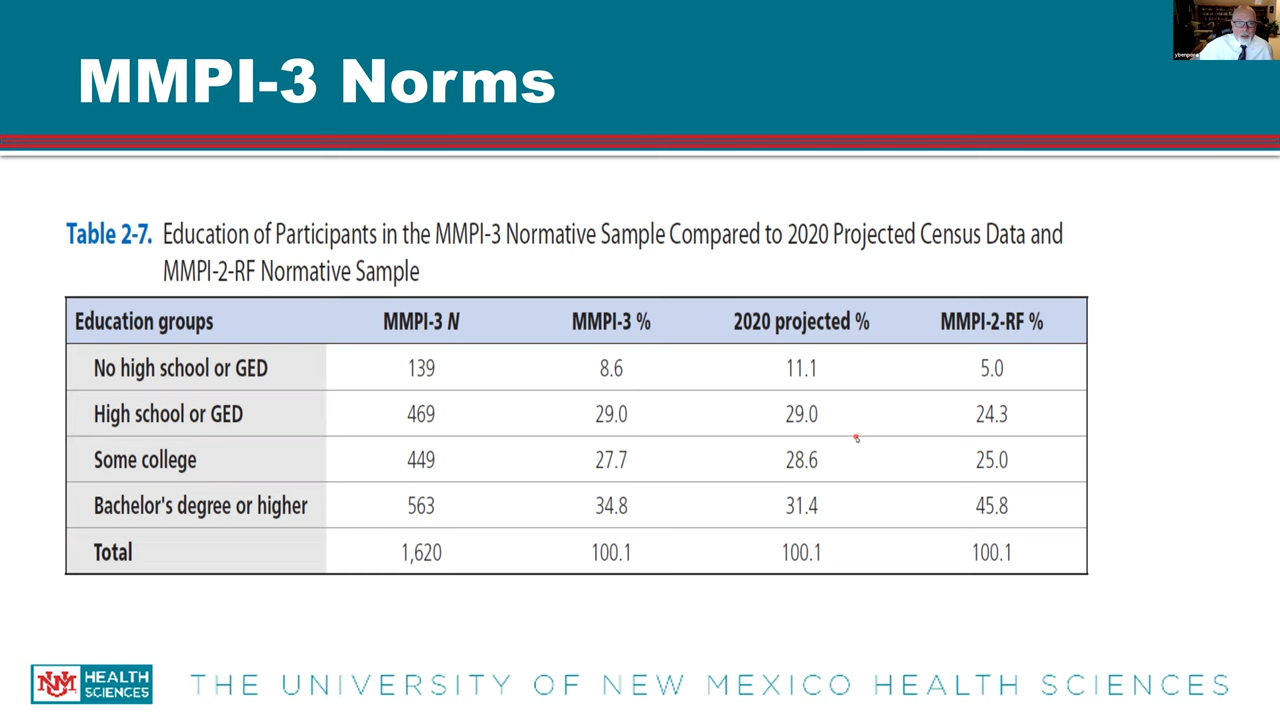 MMPI-3 Norms
Table 2-7. Education of Participants in the MMPI-3 Normative Sample Compared to 2020 Projected Census Data and
MMPI-2-RF Normative Sample
Education groups MMPI-3 N MMPI-3 % 2020 projected % MMPI-2-RF %
No high school or GED 139 8.6 11.1 5.0
High school or GED 469 29.0 29.0 24.3
Some college 449 27.7 28.6 25.0
Bachelor's degree or higher 563 34.8 31.4 45.8
Total 1,620 100.1 100.1 100.1
HEALTH
SCIENCES
THE UNIVERSITY OF NEW MEXICO HEALTH SCIENCES